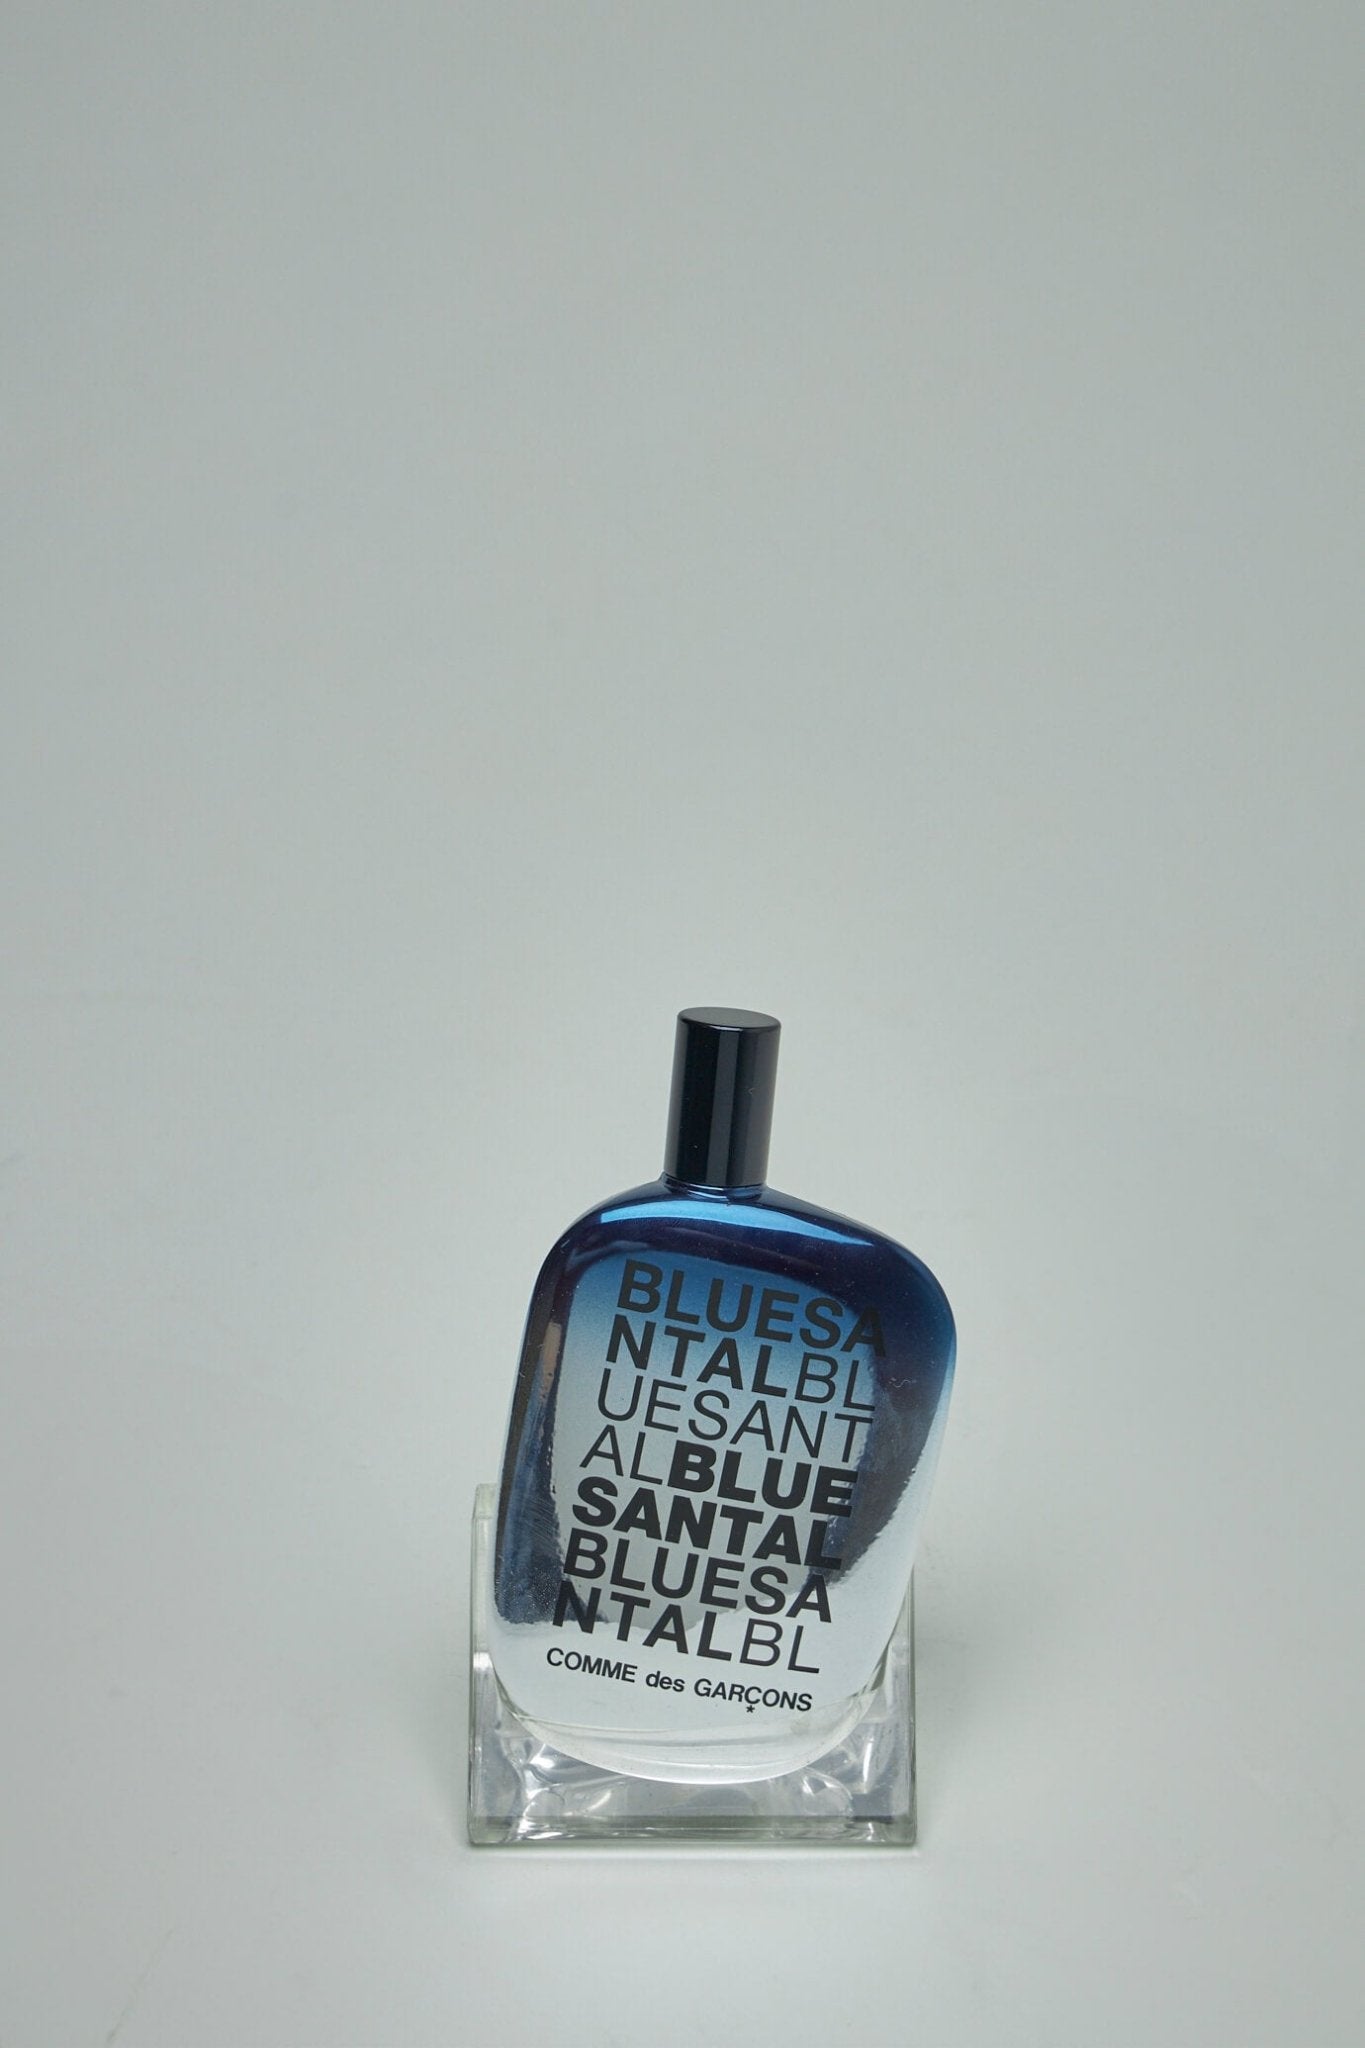 BLUESA
NTALBL
UESANT
ALBLUE
SANTAL
BLUESA
NTALBL
COMME des GARÇONS
*